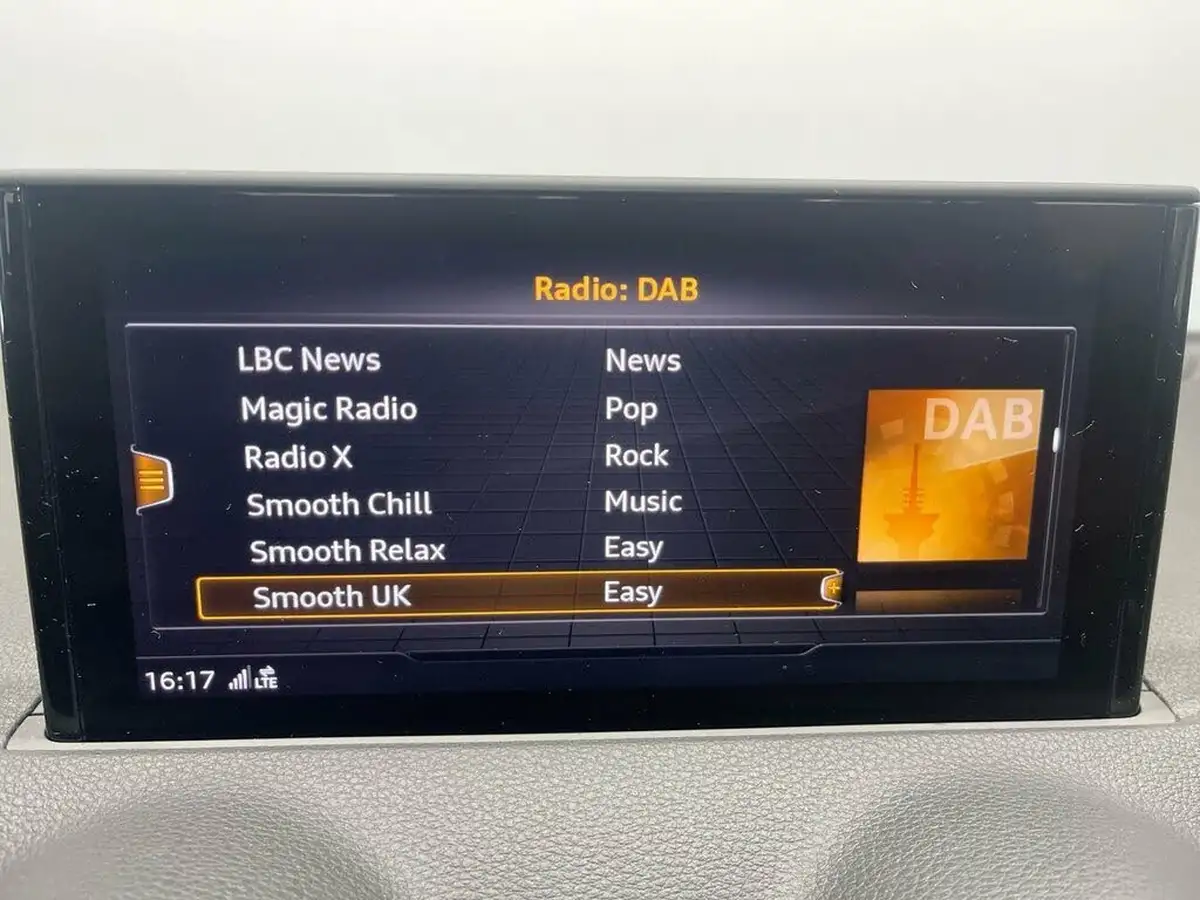 Radio: DAB
LBC News News
Magic Radio Pop
Radio X Rock
Smooth Chill Music
Smooth Relax Easy
Smooth UK Easy
DAB
16:17 LTE